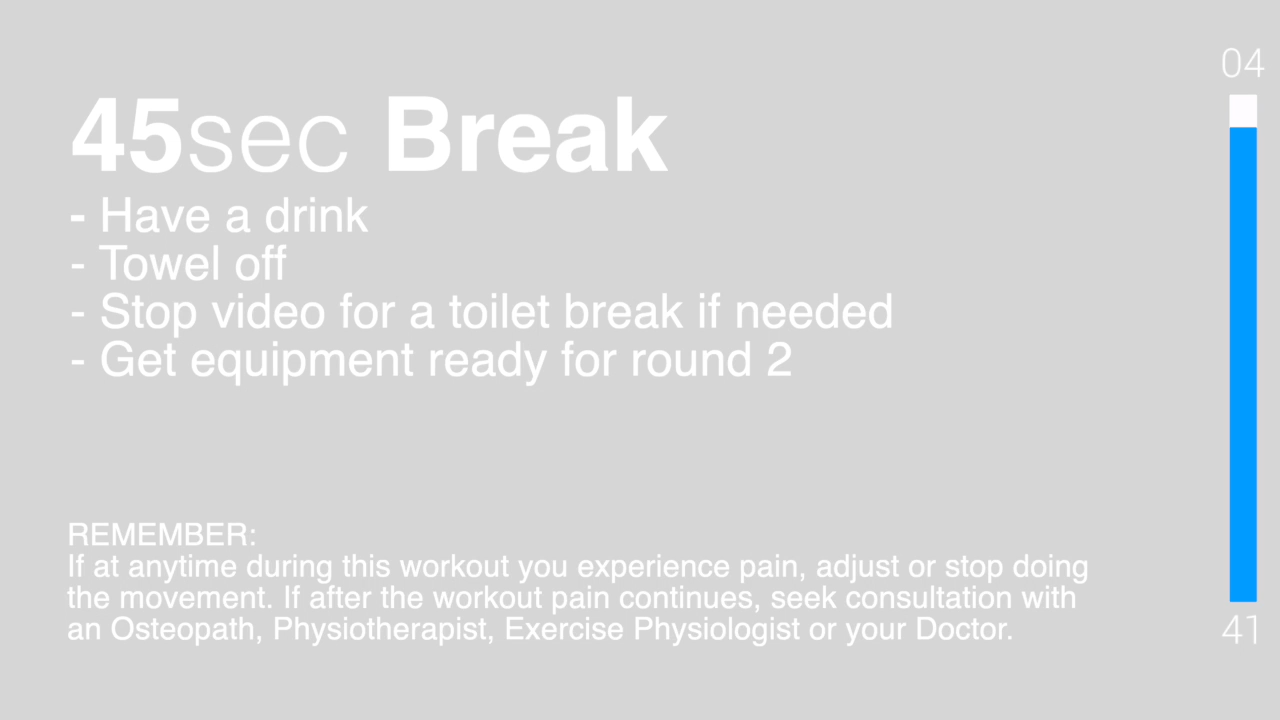 04
45sec Break
- Have a drink
- Towel off
- Stop video for a toilet break if needed
- Get equipment ready for round 2
REMEMBER:
If at anytime during this workout you experience pain, adjust or stop doing
the movement. If after the workout pain continues, seek consultation with
an Osteopath, Physiotherapist, Exercise Physiologist or your Doctor.
41